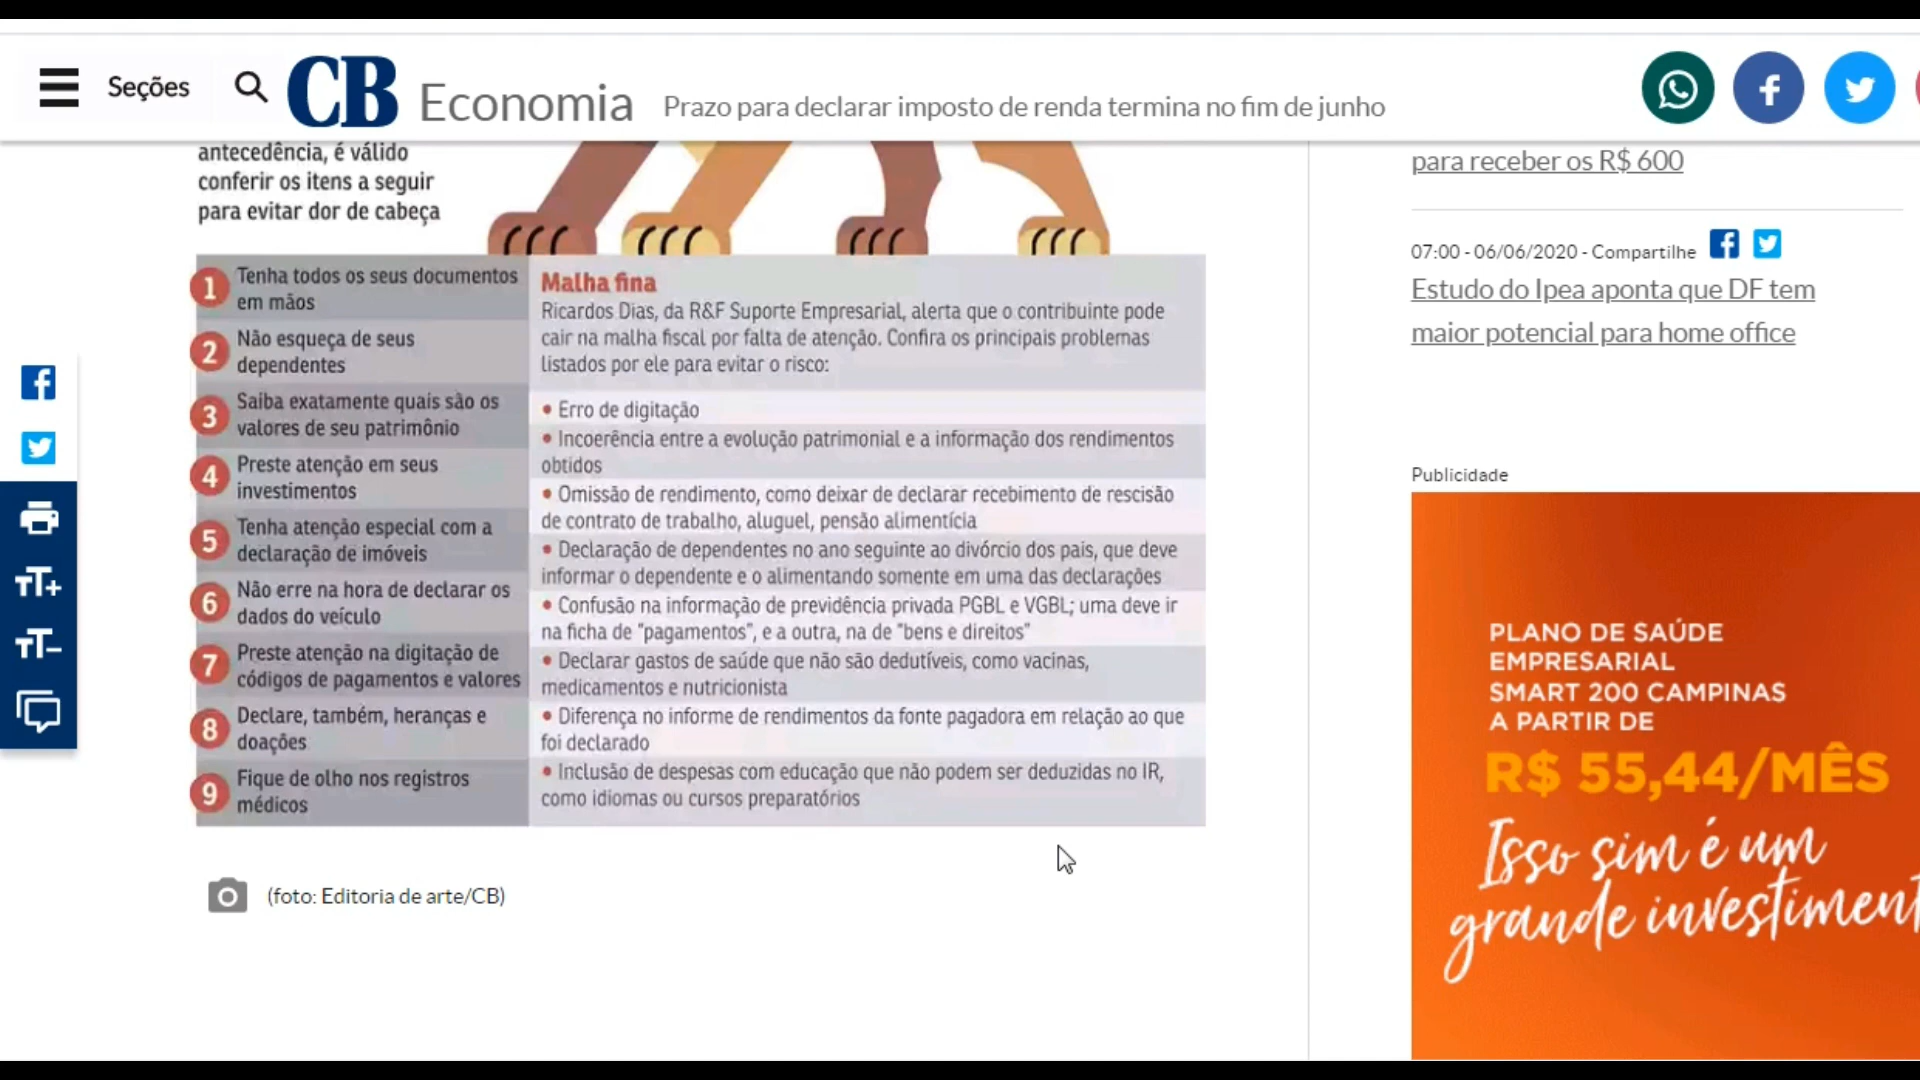 Seções
CB
Economia
Prazo para declarar imposto de renda termina no fim de junho
antecedência, é válido
conferir os itens a seguir
para evitar dor de cabeça
1 Tenha todos os seus documentos
em mãos
2 Não esqueça de seus
dependentes
3 Saiba exatamente quais são os
valores de seu patrimônio
4 Preste atenção em seus
investimentos
5 Tenha atenção especial com a
declaração de imóveis
6 Não erre na hora de declarar os
dados do veículo
7 Preste atenção na digitação de
códigos de pagamentos e valores
8 Declare, também, heranças e
doações
9 Fique de olho nos registros
médicos
Malha fina
Ricardos Dias, da R&F Suporte Empresarial, alerta que o contribuinte pode
cair na malha fiscal por falta de atenção. Confira os principais problemas
listados por ele para evitar o risco:
• Erro de digitação
• Incoerência entre a evolução patrimonial e a informação dos rendimentos
obtidos
• Omissão de rendimento, como deixar de declarar recebimento de rescisão
de contrato de trabalho, aluguel, pensão alimentícia
• Declaração de dependentes no ano seguinte ao divórcio dos pais, que deve
informar o dependente e o alimentando somente em uma das declarações
• Confusão na informação de previdência privada PGBL e VGBL; uma deve ir
na ficha de "pagamentos", e a outra, na de "bens e direitos"
• Declarar gastos de saúde que não são dedutíveis, como vacinas,
medicamentos e nutricionista
• Diferença no informe de rendimentos da fonte pagadora em relação ao que
foi declarado
• Inclusão de despesas com educação que não podem ser deduzidas no IR,
como idiomas ou cursos preparatórios
(foto: Editoria de arte/CB)
TT+
TT-
para receber os R$ 600
07:00 - 06/06/2020 - Compartilhe
Estudo do Ipea aponta que DF tem
maior potencial para home office
Publicidade
PLANO DE SAÚDE
EMPRESARIAL
SMART 200 CAMPINAS
A PARTIR DE
R$ 55,44/MÊS
Isso sim é um
grande investiment